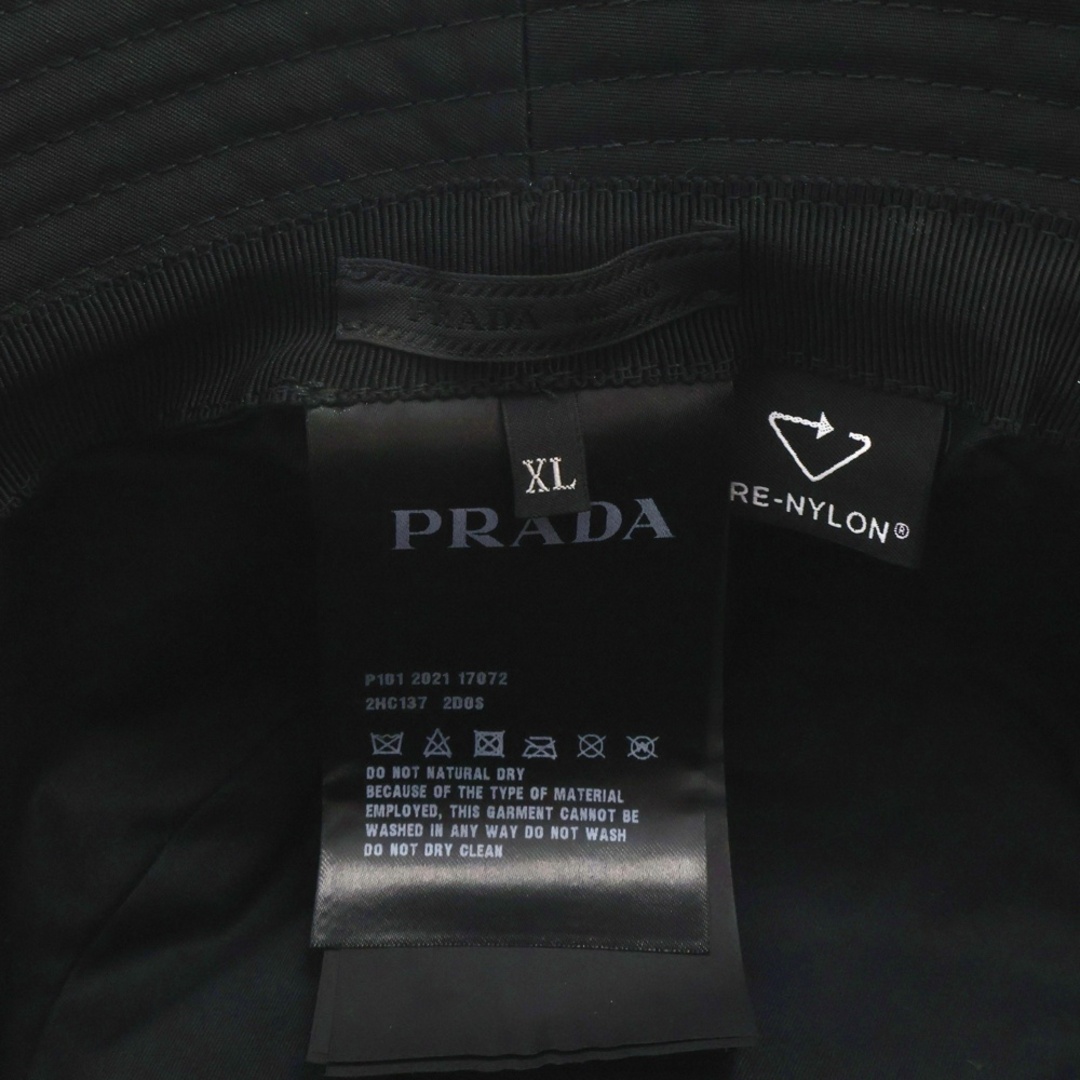 PRADA
XL
PRADA
RE-NYLON®
P101 2021 17072
2HC137 2D0S
DO NOT NATURAL DRY
BECAUSE OF THE TYPE OF MATERIAL
EMPLOYED, THIS GARMENT CANNOT BE
WASHED IN ANY WAY DO NOT WASH
DO NOT DRY CLEAN